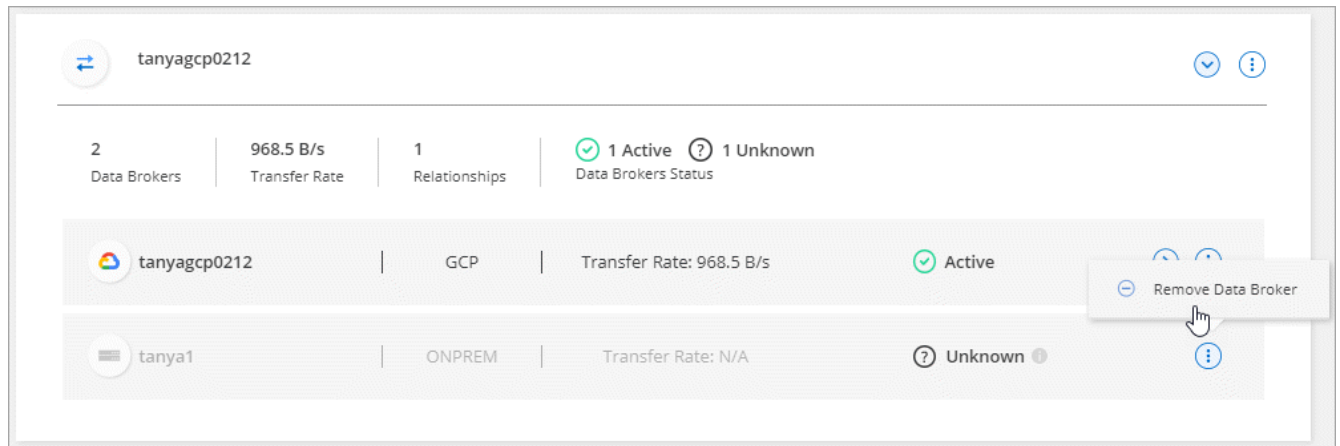 tanyagcp0212
2 968.5 B/s 1 1 Active ? 1 Unknown
Data Brokers Transfer Rate Relationships Data Brokers Status
tanyagcp0212 GCP Transfer Rate: 968.5 B/s Active
Remove Data Broker
tanya1 ONPREM Transfer Rate: N/A ? Unknown